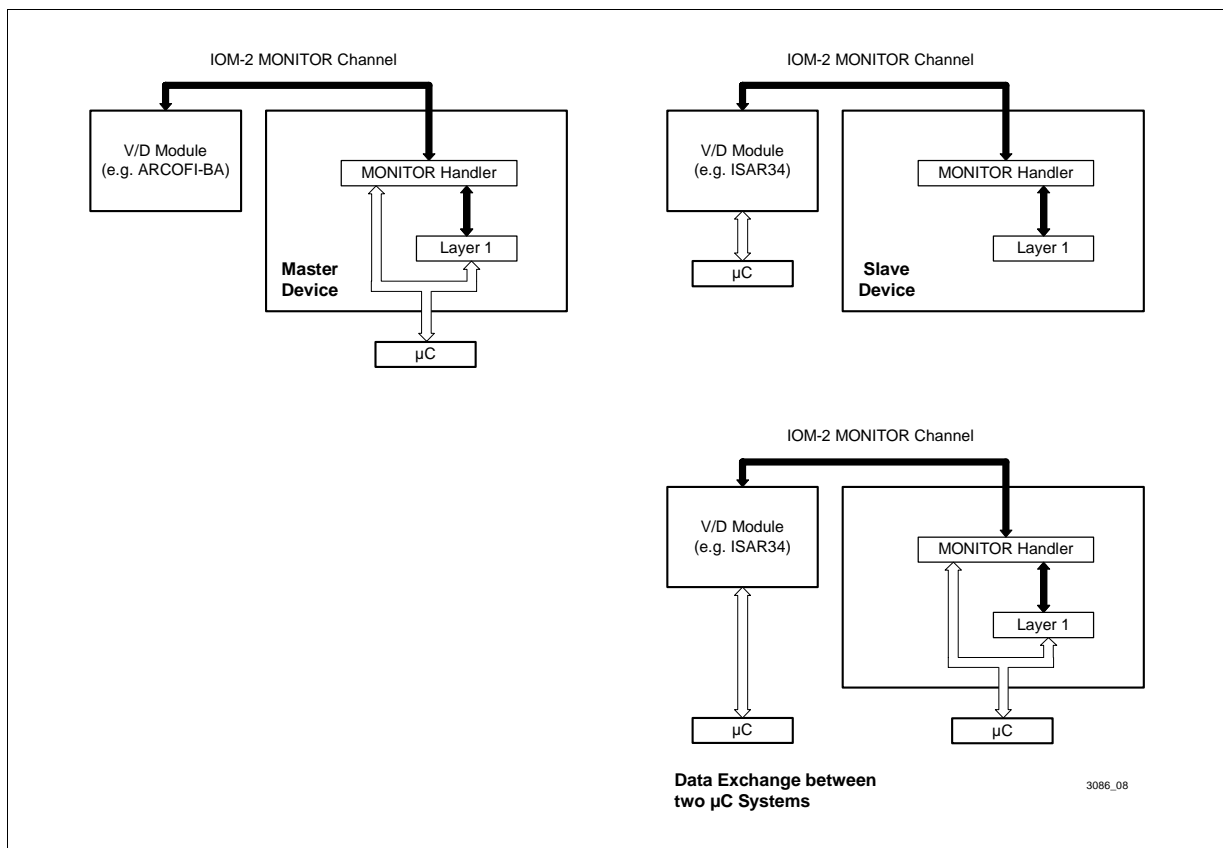 IOM-2 MONITOR Channel
V/D Module
(e.g. ARCOFI-BA)
MONITOR Handler
Layer 1
Master
Device
µC
IOM-2 MONITOR Channel
V/D Module
(e.g. ISAR34)
µC
MONITOR Handler
Layer 1
Slave
Device
IOM-2 MONITOR Channel
V/D Module
(e.g. ISAR34)
MONITOR Handler
Layer 1
µC
µC
Data Exchange between
two µC Systems
3086_08